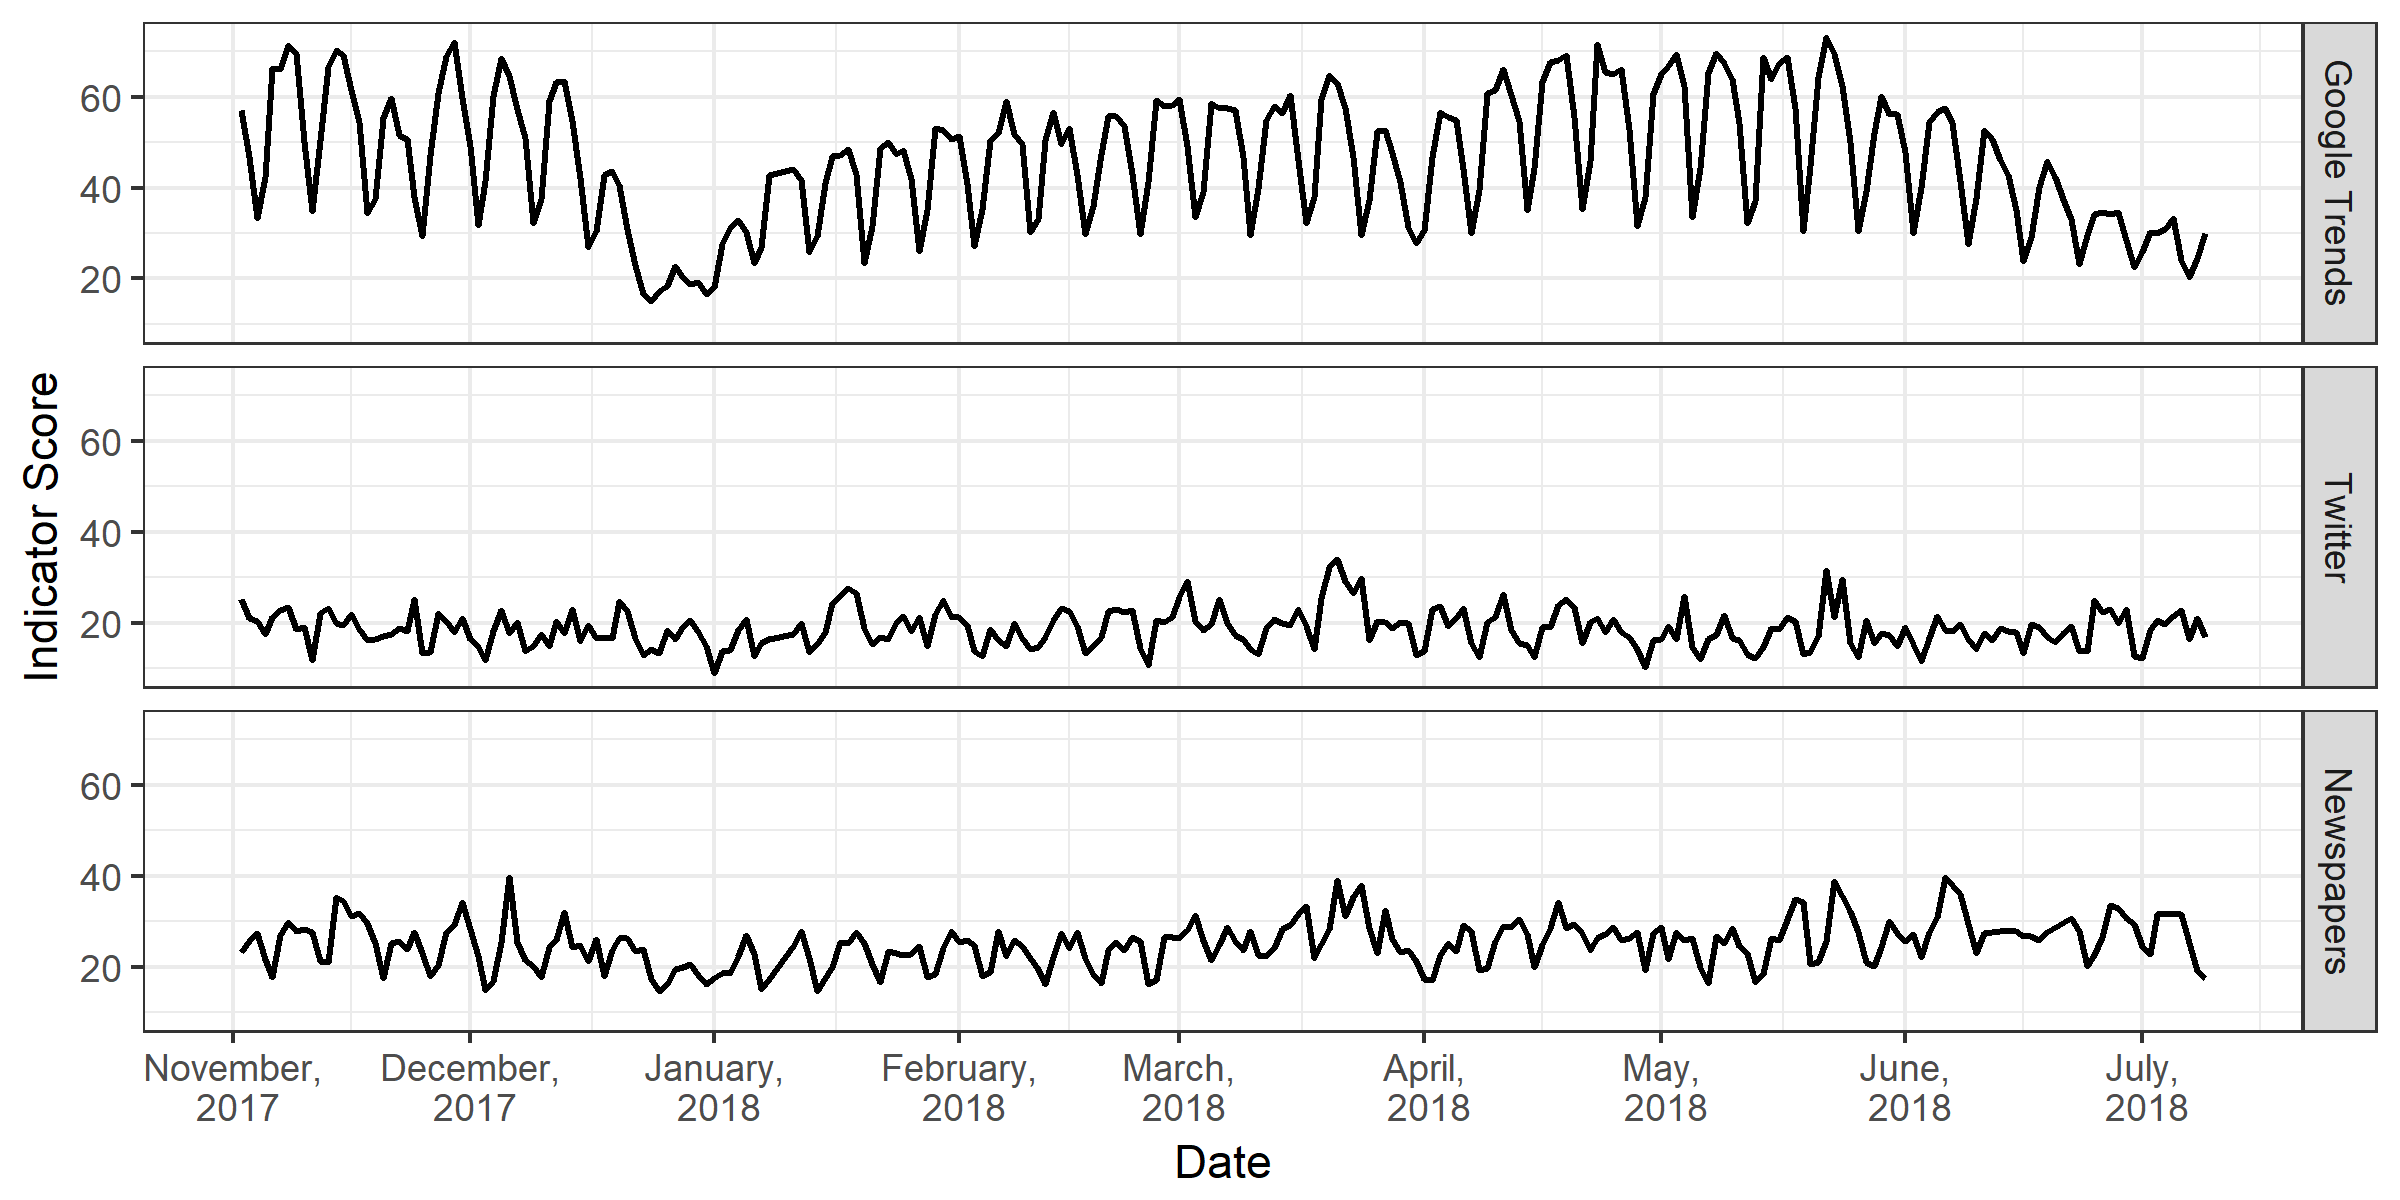 Indicator Score
60
40
20
Google Trends
60
40
20
Twitter
60
40
20
Newspapers
November,
2017
December,
2017
January,
2018
February,
2018
March,
2018
April,
2018
May,
2018
June,
2018
July,
2018
Date